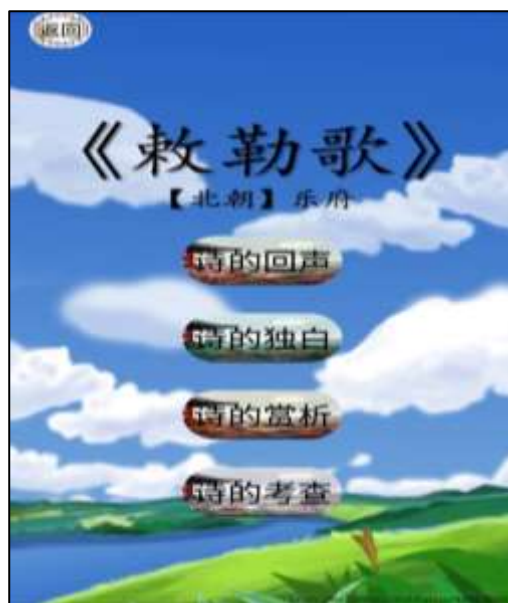 返回
《敕勒歌》
【北朝】乐府
诗的回声
诗的独白
诗的赏析
诗的考查